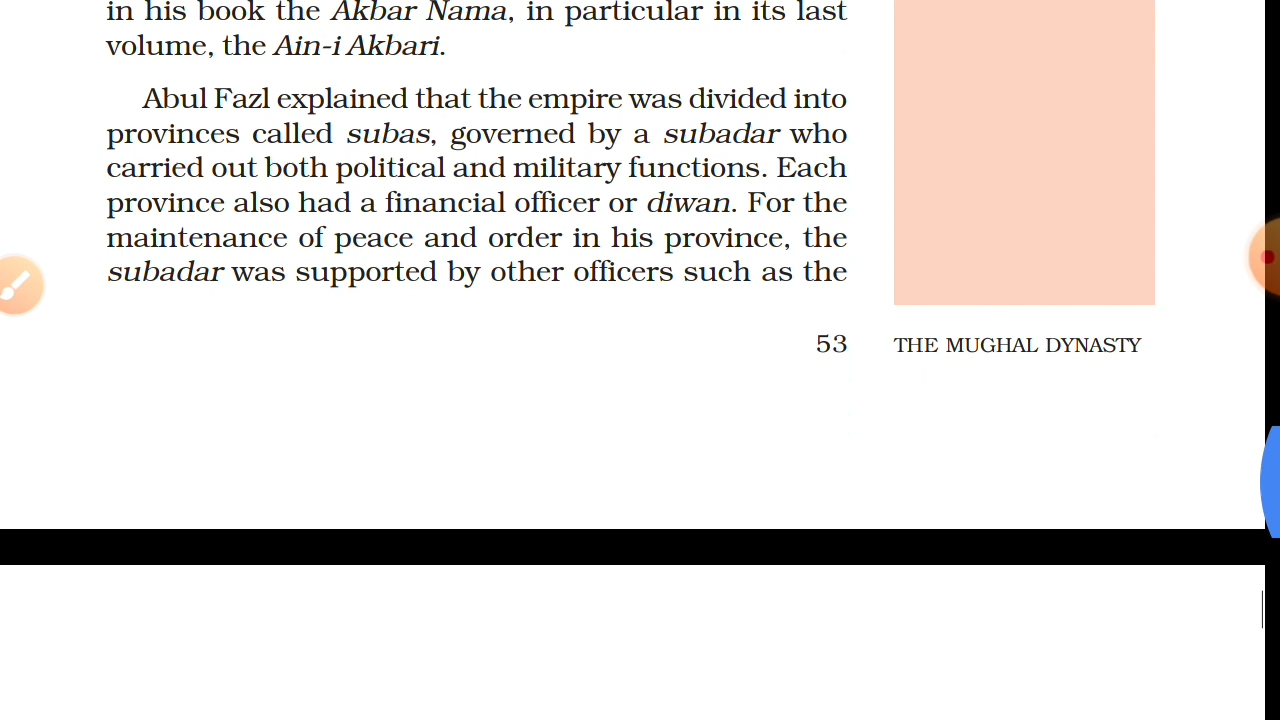 in his book the Akbar Nama, in particular in its last
volume, the Ain-i Akbari.
Abul Fazl explained that the empire was divided into
provinces called subas, governed by a subadar who
carried out both political and military functions. Each
province also had a financial officer or diwan. For the
maintenance of peace and order in his province, the
subadar was supported by other officers such as the
53
THE MUGHAL DYNASTY